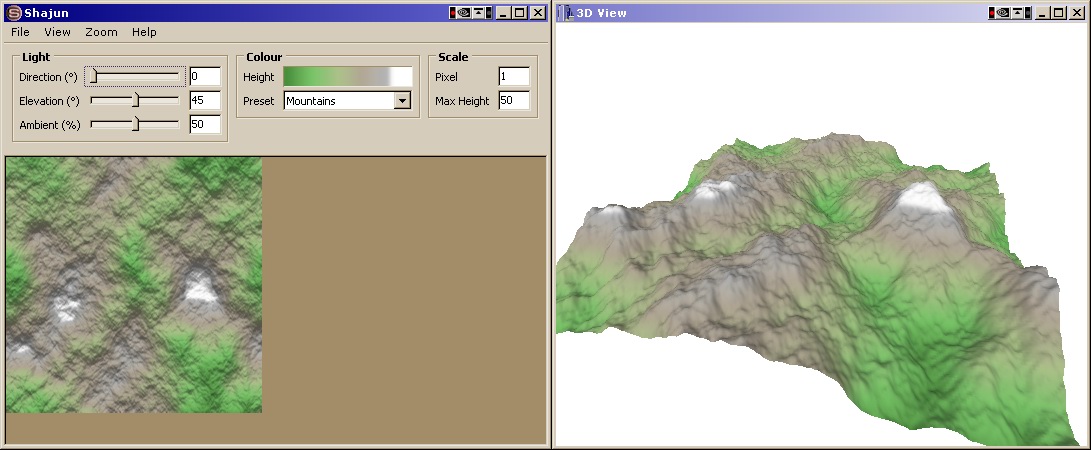 Shajun
File View Zoom Help
Light
Direction (°) 0
Elevation (°) 45
Ambient (%) 50
Colour
Height
Preset Mountains
Scale
Pixel 1
Max Height 50
3D View